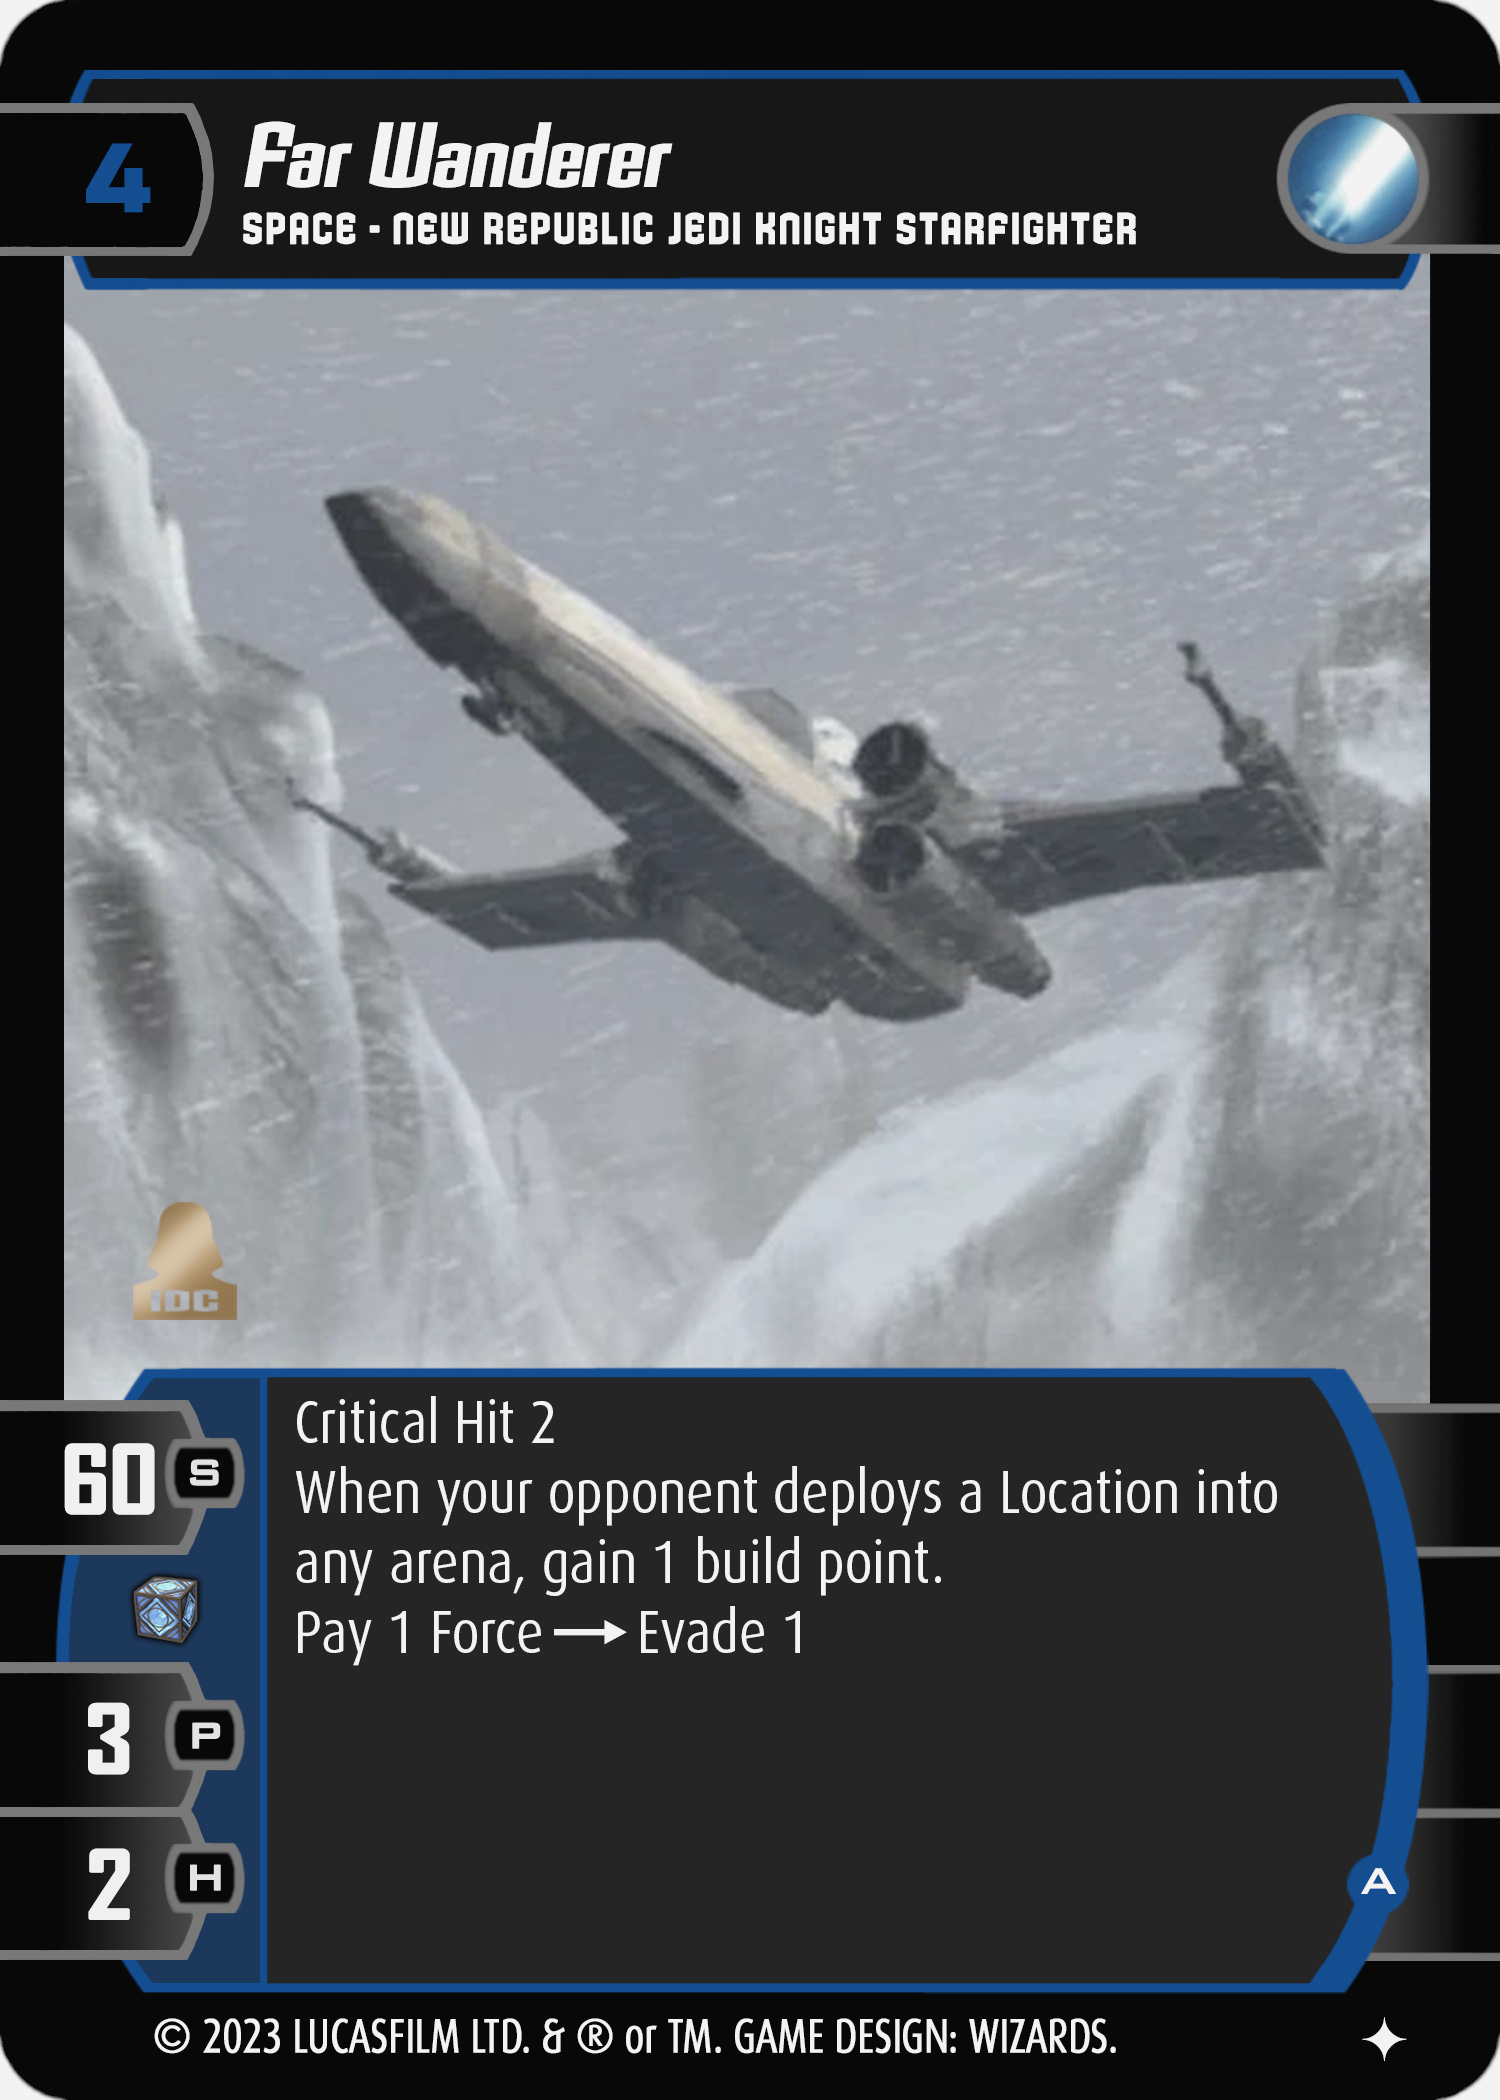 4
Far Wanderer
SPACE - NEW REPUBLIC JEDI KNIGHT STARFIGHTER
IDC
60 S
3 P
2 H
Critical Hit 2
When your opponent deploys a Location into
any arena, gain 1 build point.
Pay 1 Force → Evade 1
A
© 2023 LUCASFILM LTD. & ® or TM. GAME DESIGN: WIZARDS.